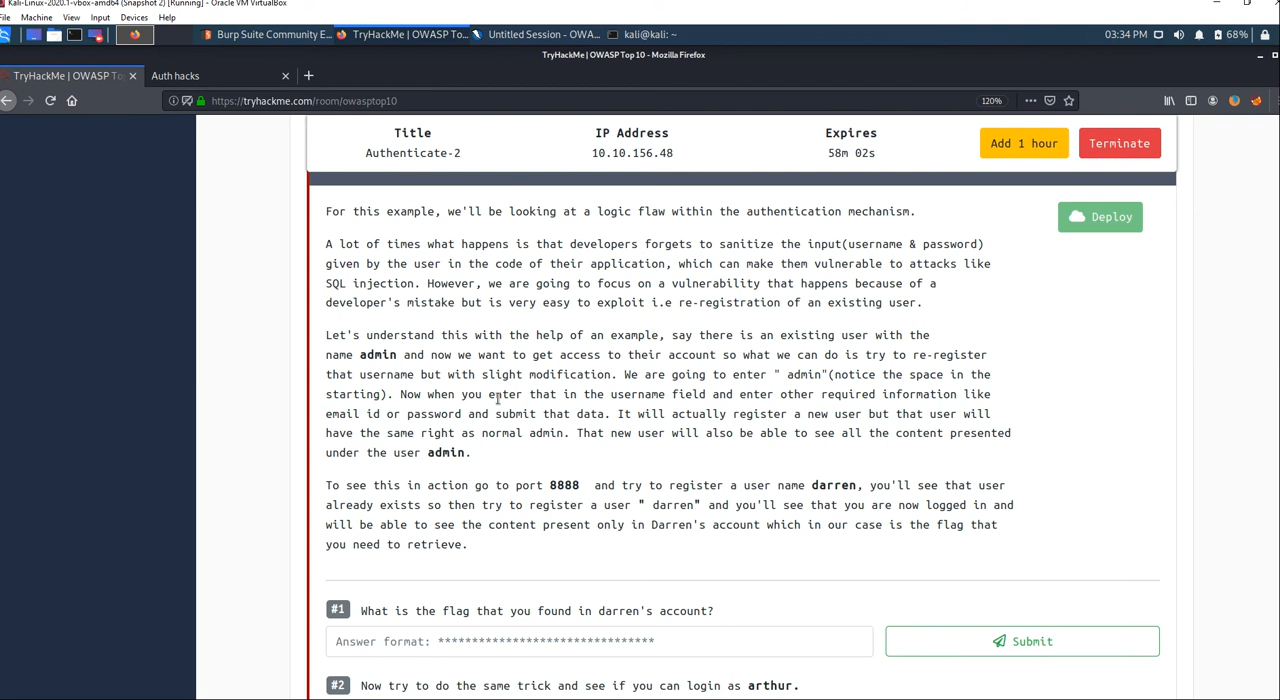 Kali-Linux-2020.1-vbox-amd64 (Snapshot 2) [Running] - Oracle VM VirtualBox
File Machine View Input Devices Help
Burp Suite Community E... TryHackMe | OWASP To... Untitled Session - OWA... kali@kali: ~ 03:34 PM 68%
TryHackMe | OWASP Top 10 - Mozilla Firefox
TryHackMe | OWASP To Auth hacks
https://tryhackme.com/room/owasptop10 120%
Title IP Address Expires
Authenticate-2 10.10.156.48 58m 02s
Add 1 hour Terminate
For this example, we'll be looking at a logic flaw within the authentication mechanism.
Deploy
A lot of times what happens is that developers forgets to sanitize the input(username & password)
given by the user in the code of their application, which can make them vulnerable to attacks like
SQL injection. However, we are going to focus on a vulnerability that happens because of a
developer's mistake but is very easy to exploit i.e re-registration of an existing user.
Let's understand this with the help of an example, say there is an existing user with the
name admin and now we want to get access to their account so what we can do is try to re-register
that username but with slight modification. We are going to enter " admin"(notice the space in the
starting). Now when you enter that in the username field and enter other required information like
email id or password and submit that data. It will actually register a new user but that user will
have the same right as normal admin. That new user will also be able to see all the content presented
under the user admin.
To see this in action go to port 8888 and try to register a user name darren, you'll see that user
already exists so then try to register a user " darren" and you'll see that you are now logged in and
will be able to see the content present only in Darren's account which in our case is the flag that
you need to retrieve.
#1 What is the flag that you found in darren's account?
Answer format: ******************************** Submit
#2 Now try to do the same trick and see if you can login as arthur.